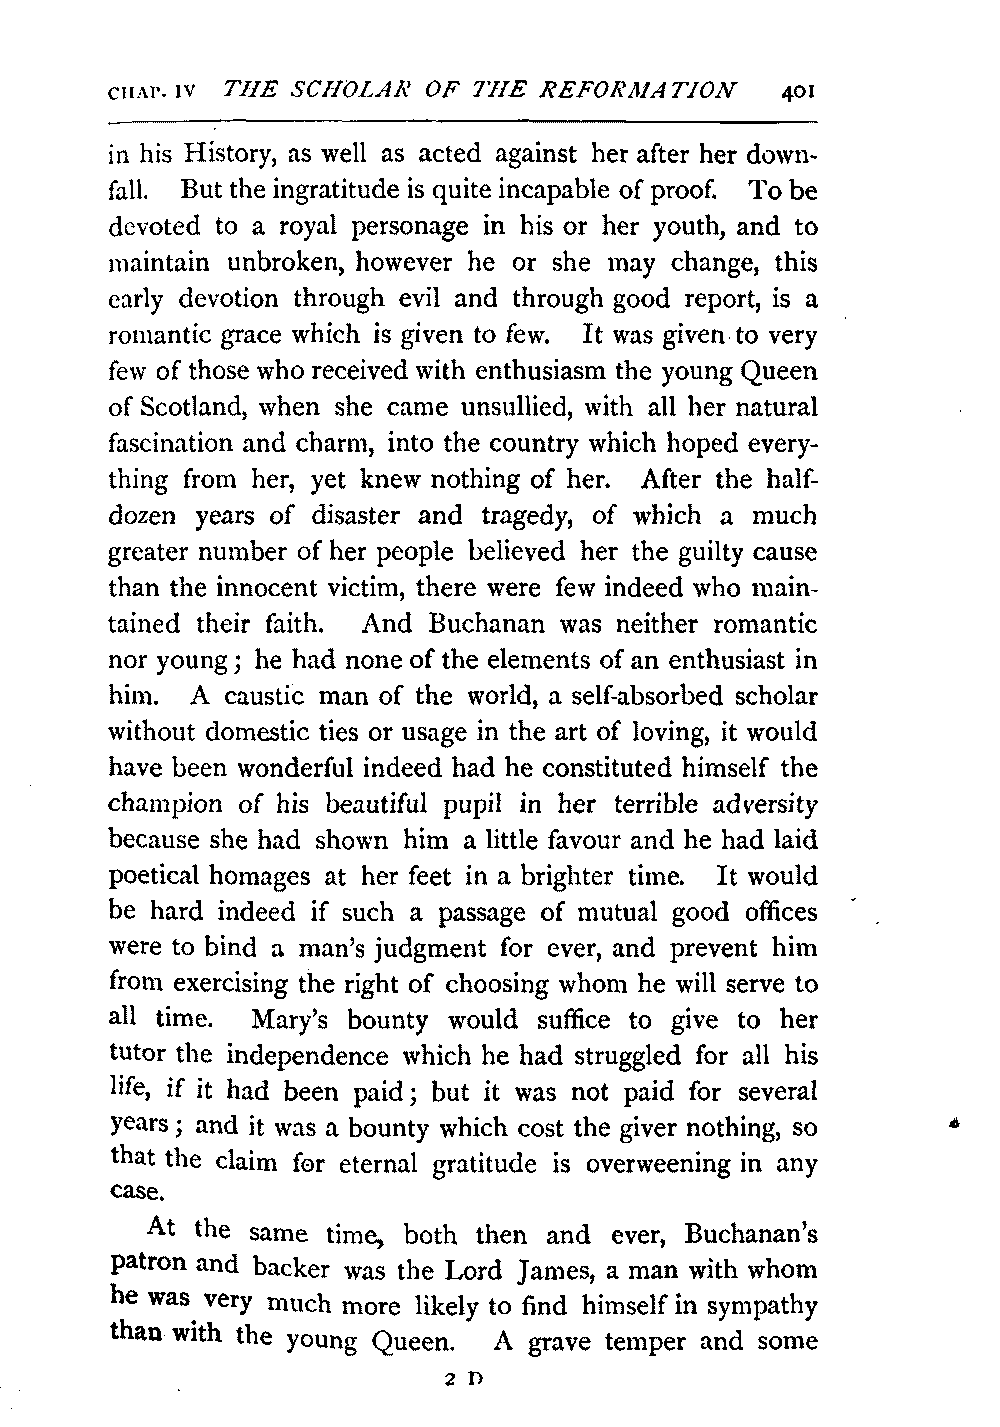 CHAP. IV THE SCHOLAR OF THE REFORMATION 401
in his History, as well as acted against her after her down-
fall. But the ingratitude is quite incapable of proof. To be
devoted to a royal personage in his or her youth, and to
maintain unbroken, however he or she may change, this
early devotion through evil and through good report, is a
romantic grace which is given to few. It was given to very
few of those who received with enthusiasm the young Queen
of Scotland, when she came unsullied, with all her natural
fascination and charm, into the country which hoped every-
thing from her, yet knew nothing of her. After the half-
dozen years of disaster and tragedy, of which a much
greater number of her people believed her the guilty cause
than the innocent victim, there were few indeed who main-
tained their faith. And Buchanan was neither romantic
nor young; he had none of the elements of an enthusiast in
him. A caustic man of the world, a self-absorbed scholar
without domestic ties or usage in the art of loving, it would
have been wonderful indeed had he constituted himself the
champion of his beautiful pupil in her terrible adversity
because she had shown him a little favour and he had laid
poetical homages at her feet in a brighter time. It would
be hard indeed if such a passage of mutual good offices
were to bind a man's judgment for ever, and prevent him
from exercising the right of choosing whom he will serve to
all time. Mary's bounty would suffice to give to her
tutor the independence which he had struggled for all his
life, if it had been paid; but it was not paid for several
years; and it was a bounty which cost the giver nothing, so
that the claim for eternal gratitude is overweening in any
case.
At the same time, both then and ever, Buchanan's
patron and backer was the Lord James, a man with whom
he was very much more likely to find himself in sympathy
than with the young Queen. A grave temper and some
2 D